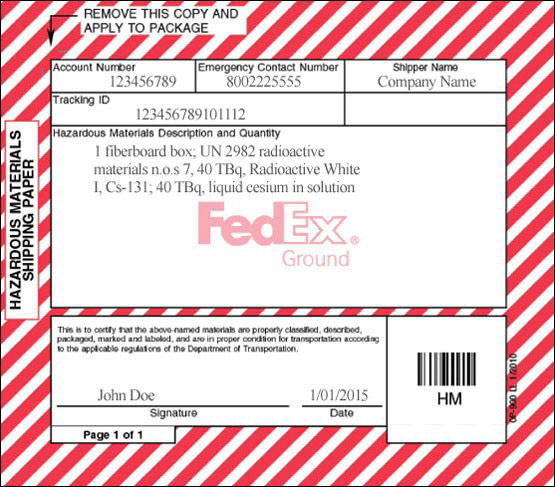 REMOVE THIS COPY AND
APPLY TO PACKAGE
Account Number
123456789
Emergency Contact Number
8002225555
Shipper Name
Company Name
Tracking ID
123456789101112
Hazardous Materials Description and Quantity
1 fiberboard box; UN 2982 radioactive
materials n.o.s 7, 40 TBq, Radioactive White
I, Cs-131; 40 TBq, liquid cesium in solution
FedEx®
Ground
HAZARDOUS MATERIALS
SHIPPING PAPER
This is to certify that the above-named materials are properly classified, described,
packaged, marked and labeled, and are in proper condition for transportation according
to the applicable regulations of the Department of Transportation.
John Doe
1/01/2015
Signature
Date
Page 1 of 1
HM
OP-900 LL 1/2010